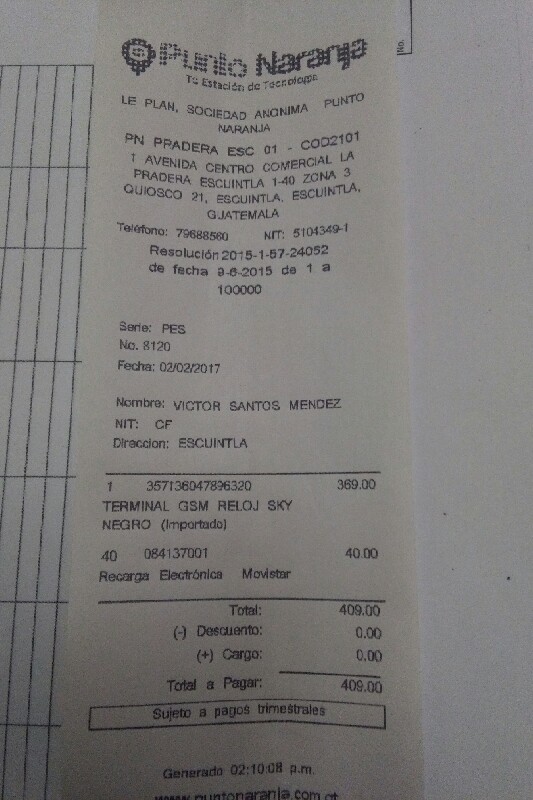 Punto Naranja
Tu Estación de Tecnología
LE PLAN, SOCIEDAD ANONIMA PUNTO
NARANJA
PN PRADERA ESC 01 - COD2101
1 AVENIDA CENTRO COMERCIAL LA
PRADERA ESCUINTLA 1-40 ZONA 3
QUIOSCO 21, ESCUINTLA, ESCUINTLA,
GUATEMALA
Teléfono: 79688560 NIT: 5104349-1
Resolución 2015-1-57-24052
de fecha 9-6-2015 de 1 a
100000
Serie: PES
No. 8120
Fecha: 02/02/2017
Nombre: VICTOR SANTOS MENDEZ
NIT: CF
Direccion: ESCUINTLA
1 357136047896320 369.00
TERMINAL GSM RELOJ SKY
NEGRO (Importado)
40 084137001 40.00
Recarga Electrónica Movistar
Total: 409.00
(-) Descuento: 0.00
(+) Cargo: 0.00
Total a Pagar: 409.00
Sujeto a pagos trimestrales
Generado 02:10:08 p.m.
www.puntonaranja.com.gt
No.